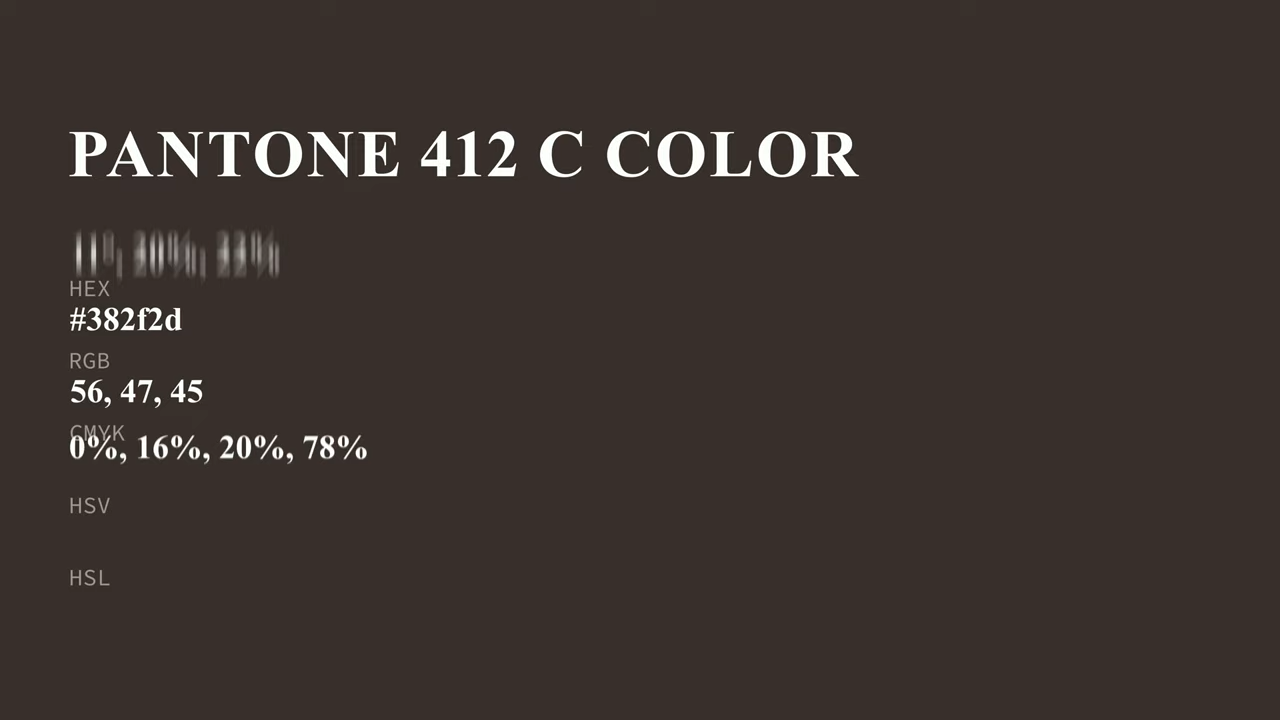 PANTONE 412 C COLOR
HEX
#382f2d
RGB
56, 47, 45
CMYK
0%, 16%, 20%, 78%
HSV
HSL